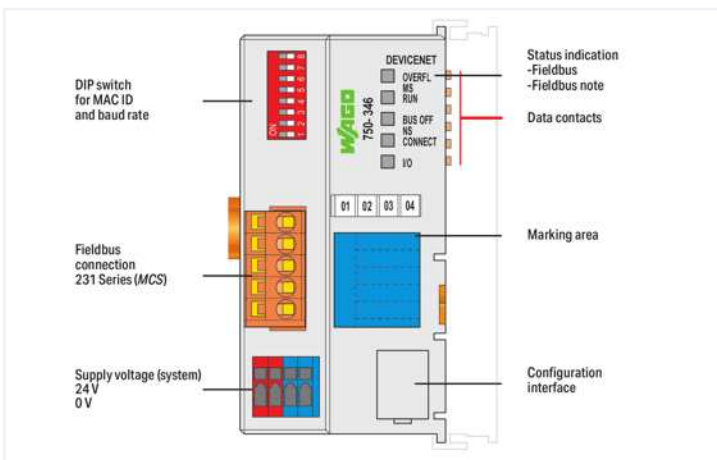 DIP switch
for MAC ID
and baud rate
Fieldbus
connection
231 Series (MCS)
Supply voltage (system)
24 V
0 V
ON
1 2 3 4 5 6 7 8
WAGO
750-346
DEVICENET
OVERFL
MS
RUN
BUS OFF
NS
CONNECT
I/O
01 02 03 04
Status indication
-Fieldbus
-Fieldbus note
Data contacts
Marking area
Configuration
interface